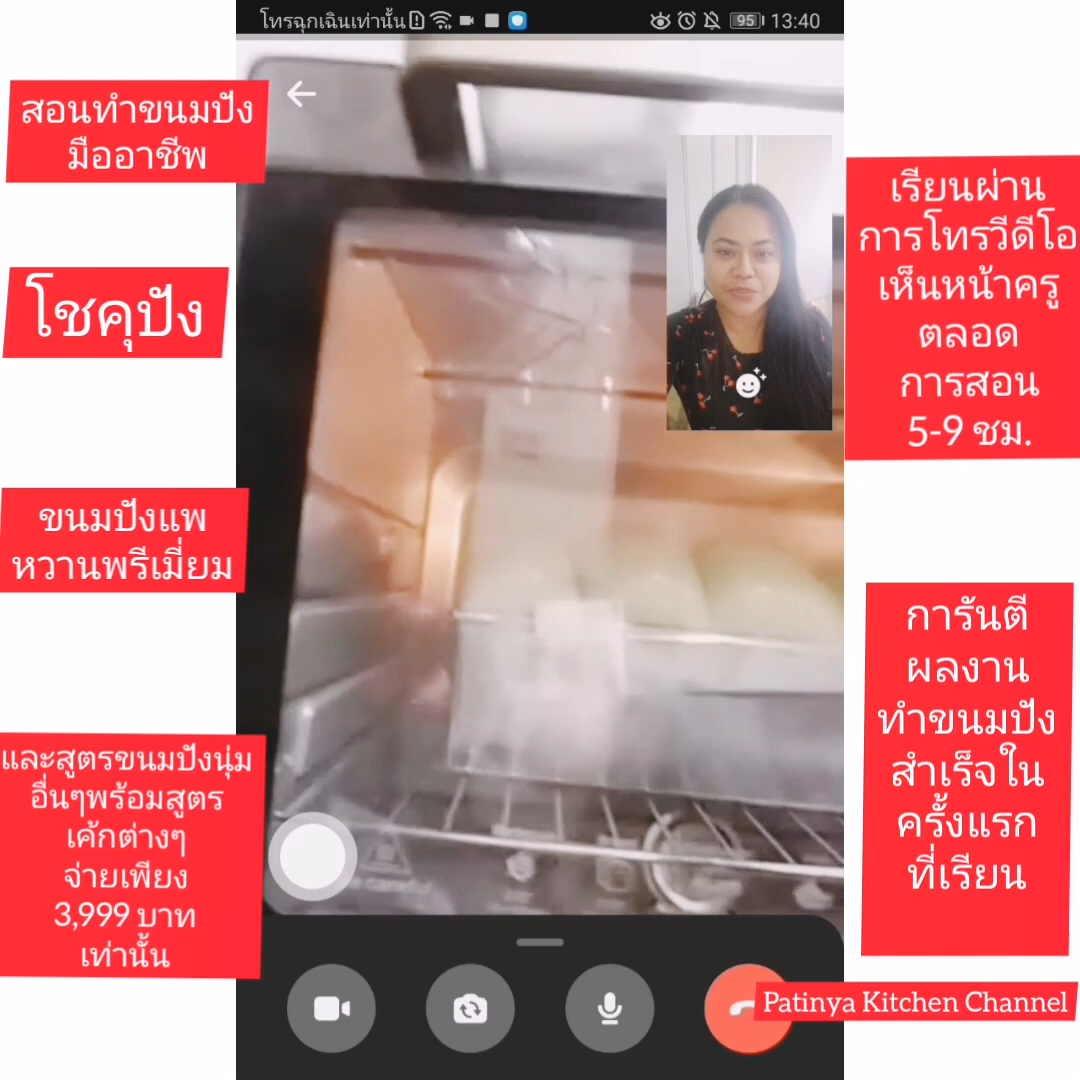 โทรฉุกเฉินเท่านั้น
95
13:40
สอนทำขนมปัง
มืออาชีพ
โชคุปัง
ขนมปังแพ
หวานพรีเมี่ยม
และสูตรขนมปังนุ่ม
อื่นๆพร้อมสูตร
เค้กต่างๆ
จ่ายเพียง
3,999 บาท
เท่านั้น
เรียนผ่าน
การโทรวีดีโอ
เห็นหน้าครู
ตลอด
การสอน
5-9 ชม.
การันตี
ผลงาน
ทำขนมปัง
สำเร็จใน
ครั้งแรก
ที่เรียน
Patinya Kitchen Channel